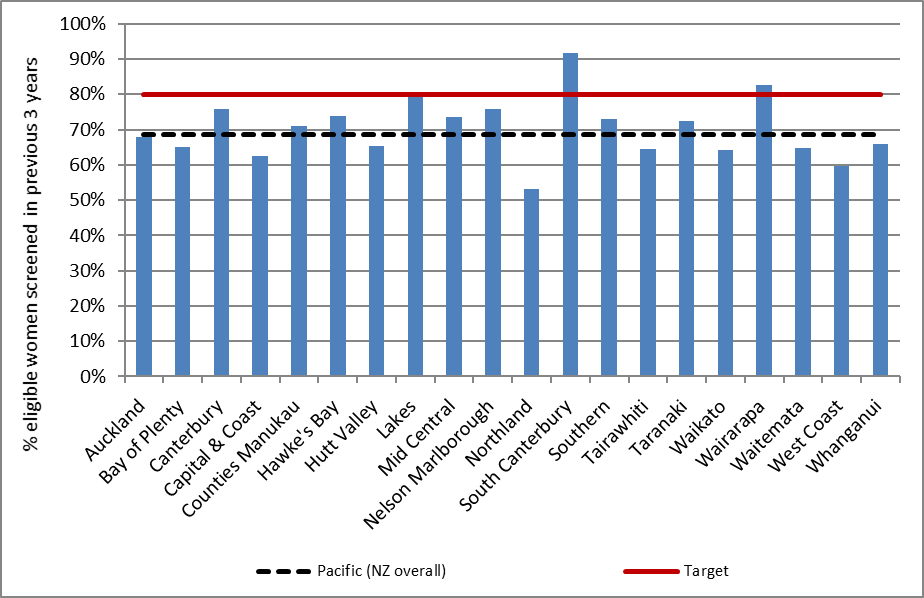 % eligible women screened in previous 3 years
100%
90%
80%
70%
60%
50%
40%
30%
20%
10%
0%
Auckland
Bay of Plenty
Canterbury
Capital & Coast
Counties Manukau
Hawke's Bay
Hutt Valley
Lakes
Mid Central
Nelson Marlborough
Northland
South Canterbury
Southern
Tairawhiti
Taranaki
Waikato
Wairarapa
Waitemata
West Coast
Whanganui
Pacific (NZ overall)
Target